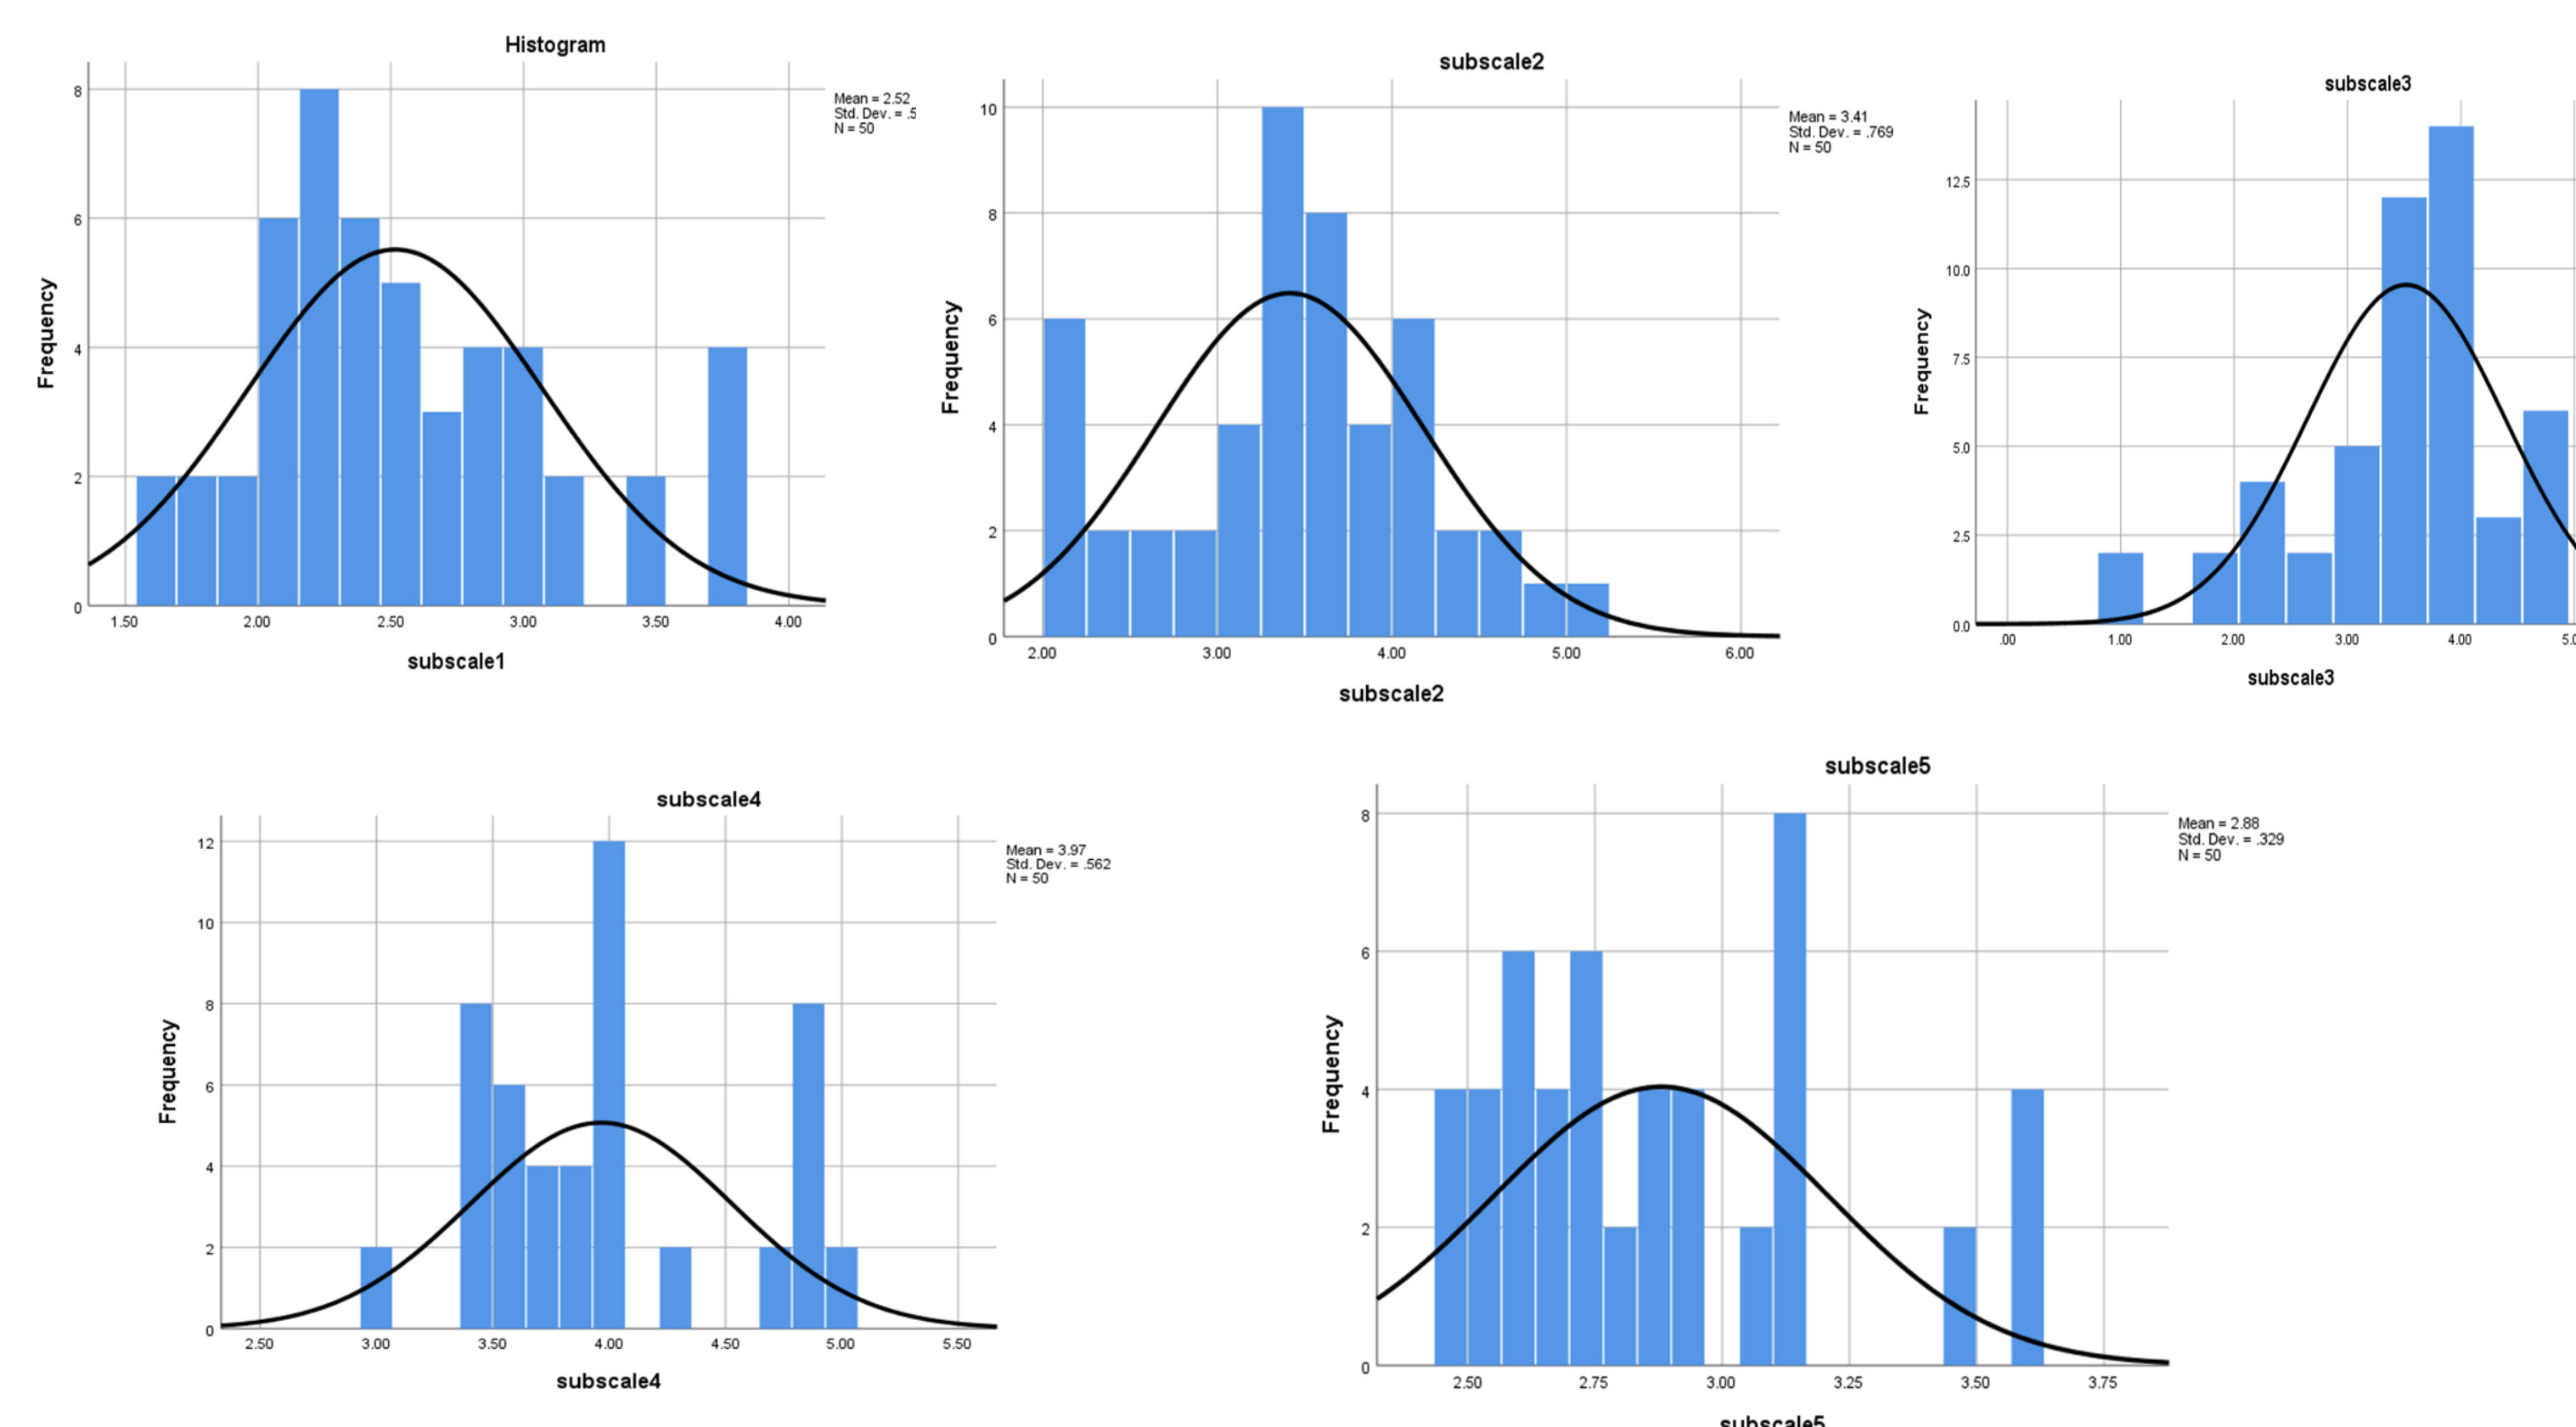 Histogram
8
6
4
2
0
Frequency
1.50 2.00 2.50 3.00 3.50 4.00
subscale1
Mean = 2.52
Std. Dev. = .5
N = 50
subscale2
10
8
6
4
2
0
Frequency
2.00 3.00 4.00 5.00 6.00
subscale2
Mean = 3.41
Std. Dev. = .769
N = 50
subscale3
12.5
10.0
7.5
5.0
2.5
0.0
Frequency
.00 1.00 2.00 3.00 4.00 5.0
subscale3
subscale4
12
10
8
6
4
2
0
Frequency
2.50 3.00 3.50 4.00 4.50 5.00 5.50
subscale4
Mean = 3.97
Std. Dev. = .562
N = 50
subscale5
8
6
4
2
0
Frequency
2.50 2.75 3.00 3.25 3.50 3.75
subscale5
Mean = 2.88
Std. Dev. = .329
N = 50